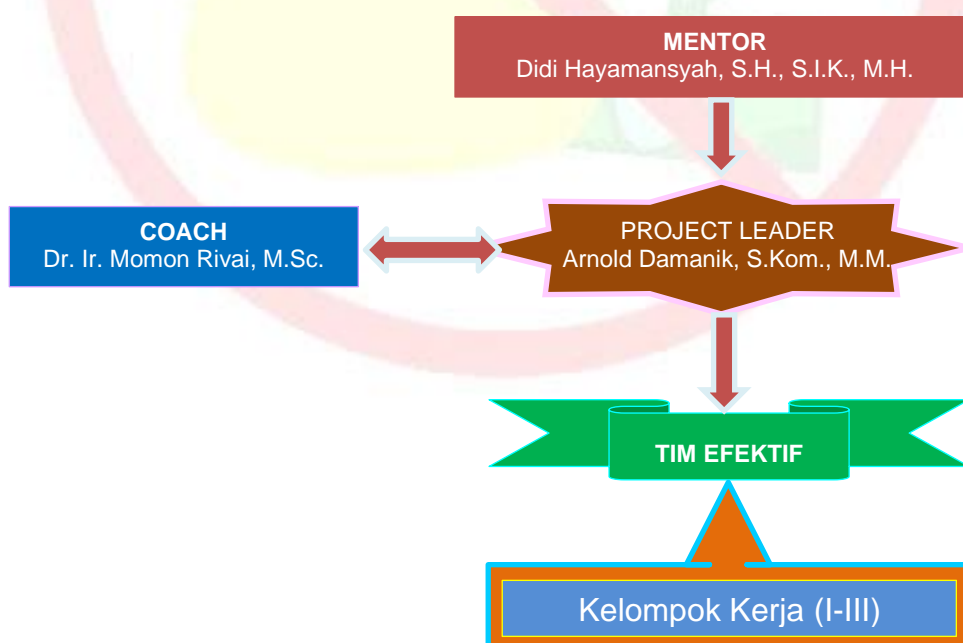 MENTOR
Didi Hayamansyah, S.H., S.I.K., M.H.
COACH
Dr. Ir. Momon Rivai, M.Sc.
PROJECT LEADER
Arnold Damanik, S.Kom., M.M.
TIM EFEKTIF
Kelompok Kerja (I-III)